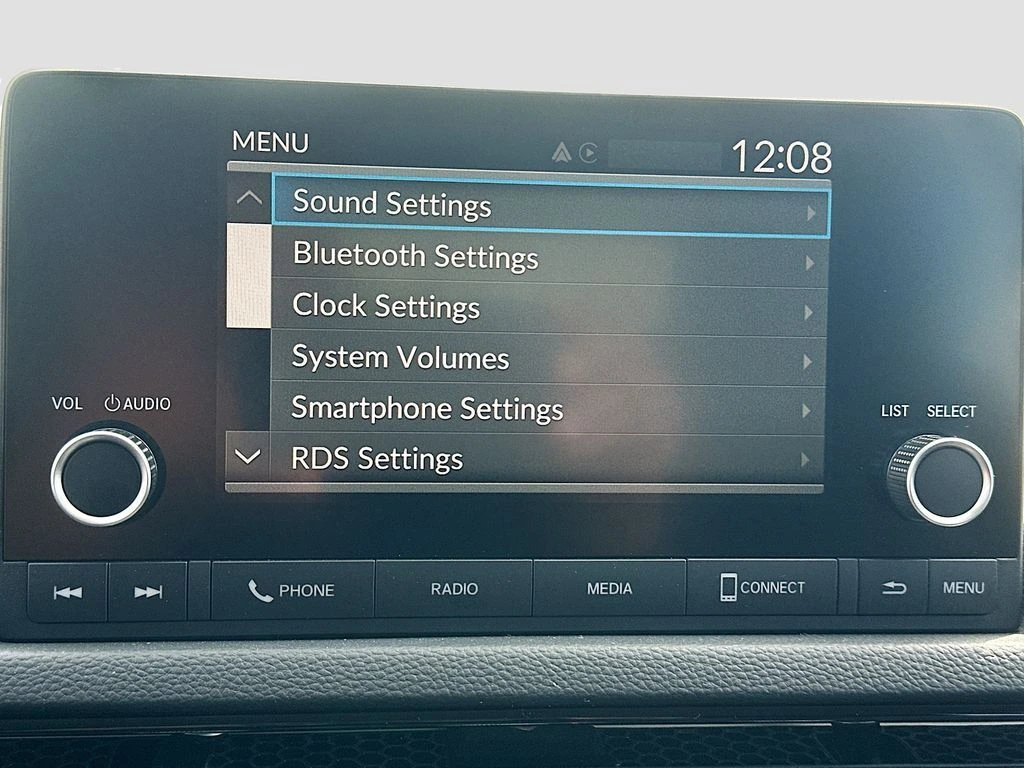 MENU
12:08
Sound Settings
Bluetooth Settings
Clock Settings
System Volumes
Smartphone Settings
RDS Settings
VOL AUDIO
LIST SELECT
PHONE RADIO MEDIA CONNECT MENU